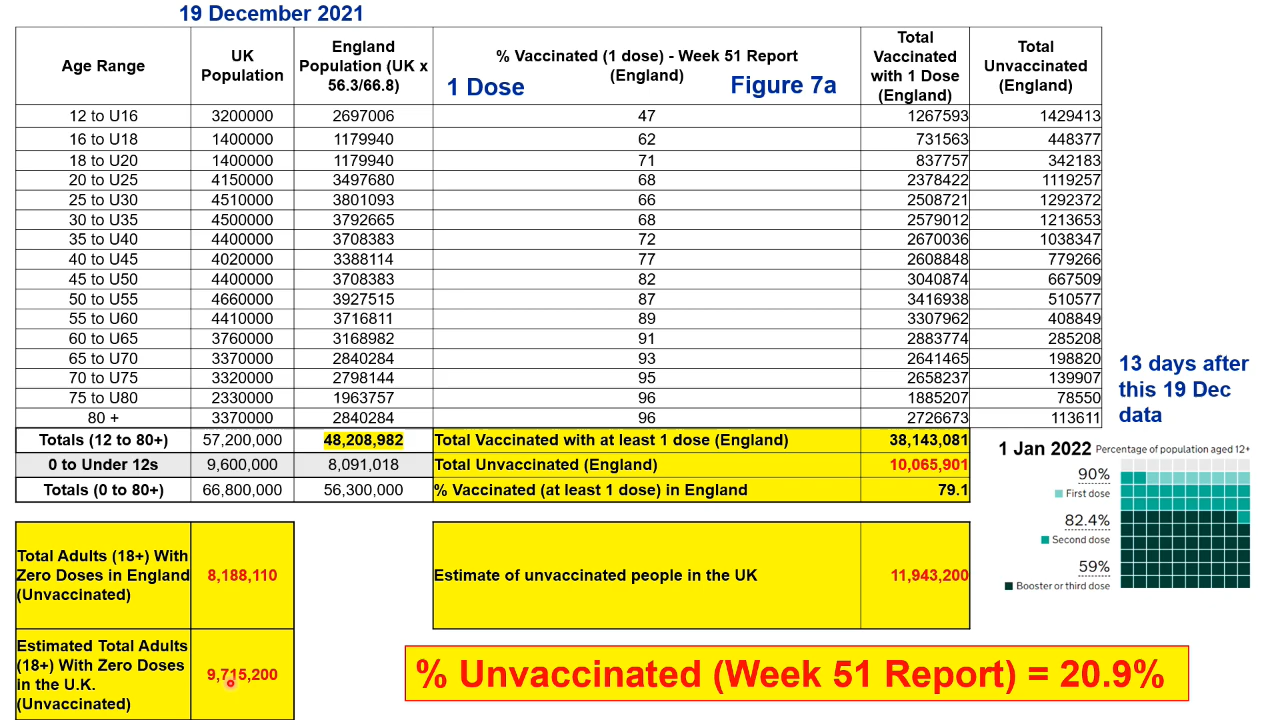 19 December 2021
Age Range
UK
Population
England
Population (UK x
56.3/66.8)
% Vaccinated (1 dose) - Week 51 Report
(England)
1 Dose
Figure 7a
Total
Vaccinated
with 1 Dose
(England)
Total
Unvaccinated
(England)
12 to U16 3200000 2697006 47 1267593 1429413
16 to U18 1400000 1179940 62 731563 448377
18 to U20 1400000 1179940 71 837757 342183
20 to U25 4150000 3497680 68 2378422 1119257
25 to U30 4510000 3801093 66 2508721 1292372
30 to U35 4500000 3792665 68 2579012 1213653
35 to U40 4400000 3708383 72 2670036 1038347
40 to U45 4020000 3388114 77 2608848 779266
45 to U50 4400000 3708383 82 3040874 667509
50 to U55 4660000 3927515 87 3416938 510577
55 to U60 4410000 3716811 89 3307962 408849
60 to U65 3760000 3168982 91 2883774 285208
65 to U70 3370000 2840284 93 2641465 198820
70 to U75 3320000 2798144 95 2658237 139907
75 to U80 2330000 1963757 96 1885207 78550
80 + 3370000 2840284 96 2726673 113611
Totals (12 to 80+) 57,200,000 48,208,982 Total Vaccinated with at least 1 dose (England) 38,143,081
0 to Under 12s 9,600,000 8,091,018 Total Unvaccinated (England) 10,065,901
Totals (0 to 80+) 66,800,000 56,300,000 % Vaccinated (at least 1 dose) in England 79.1
13 days after
this 19 Dec
data
1 Jan 2022 Percentage of population aged 12+
90%
First dose
82.4%
Second dose
59%
Booster or third dose
Total Adults (18+) With
Zero Doses in England
(Unvaccinated)
8,188,110
Estimate of unvaccinated people in the UK 11,943,200
Estimated Total Adults
(18+) With Zero Doses
in the U.K.
(Unvaccinated)
9,715,200
% Unvaccinated (Week 51 Report) = 20.9%